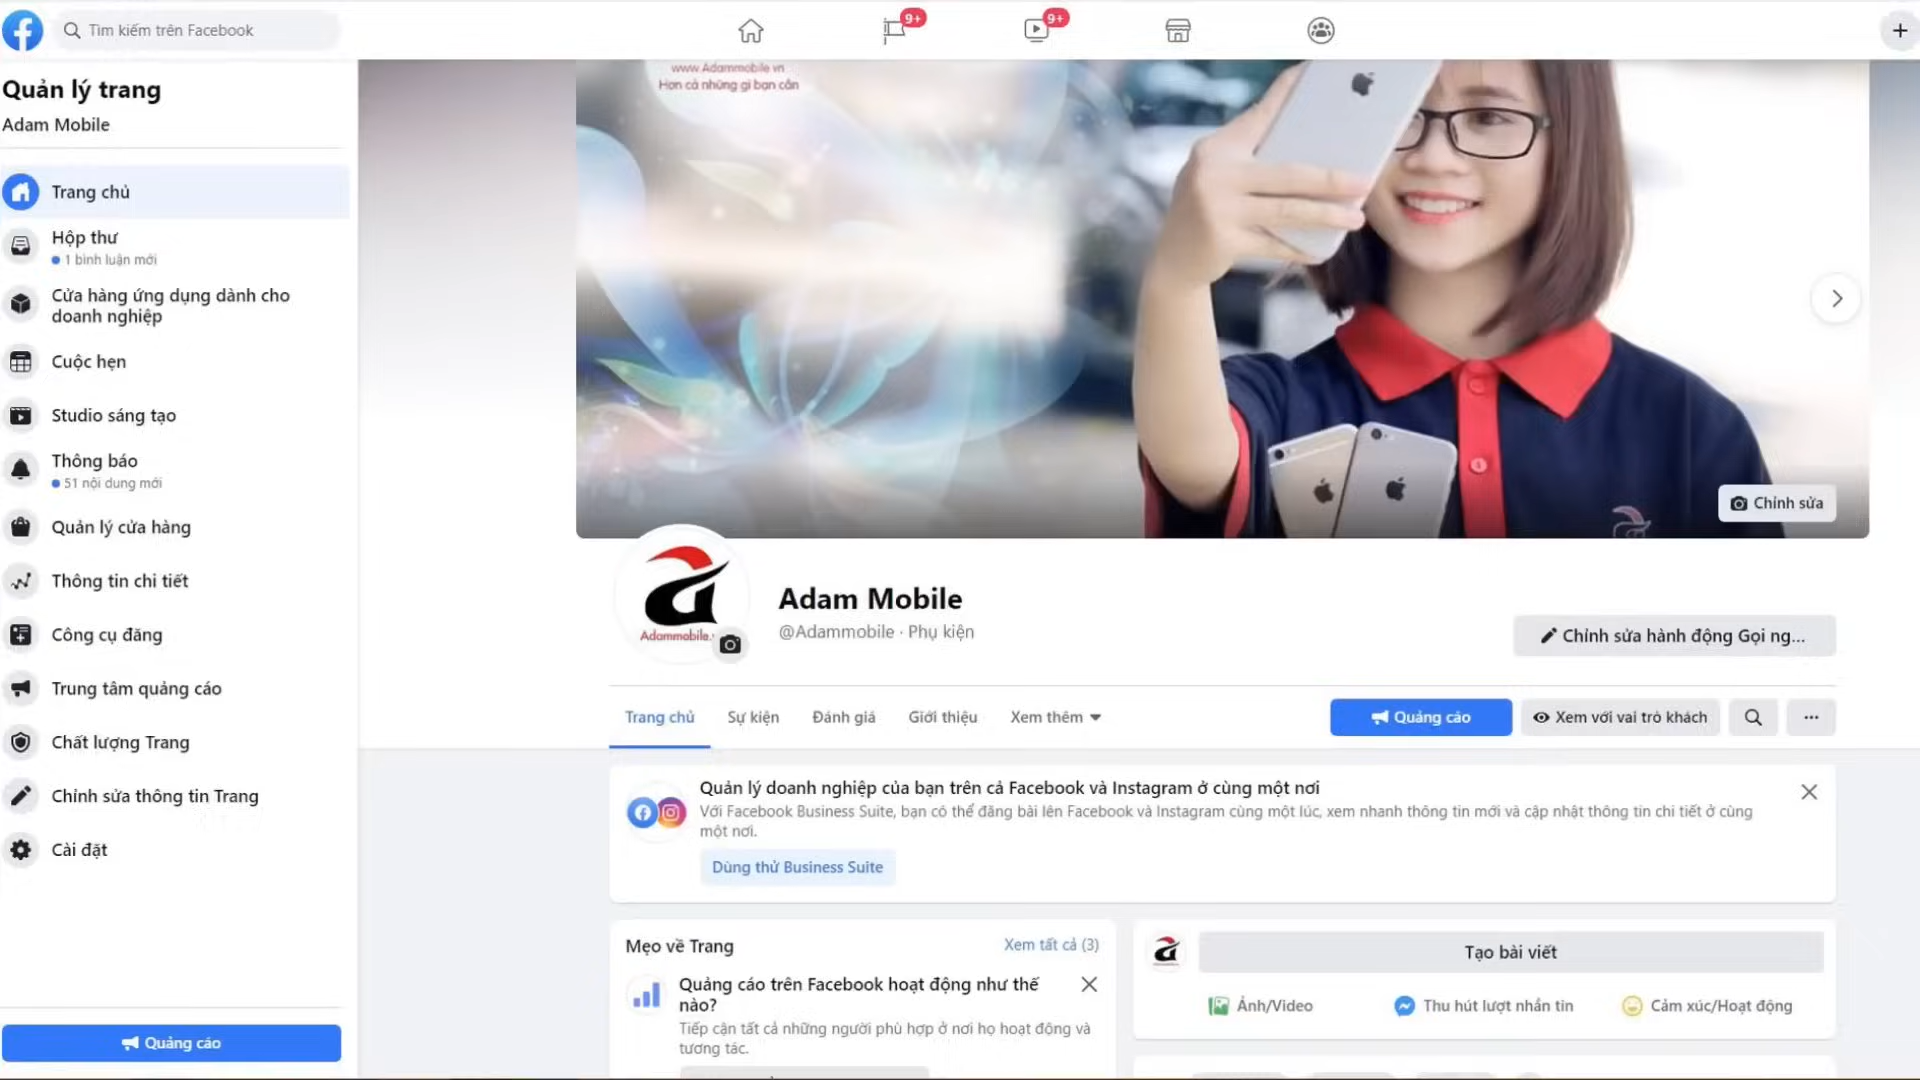 Tìm kiếm trên Facebook
9+
9+
Quản lý trang
Adam Mobile
Trang chủ
Hộp thư
1 bình luận mới
Cửa hàng ứng dụng dành cho
doanh nghiệp
Cuộc hẹn
Studio sáng tạo
Thông báo
51 nội dung mới
Quản lý cửa hàng
Thông tin chi tiết
Công cụ đăng
Trung tâm quảng cáo
Chất lượng Trang
Chỉnh sửa thông tin Trang
Cài đặt
Quảng cáo
www.Adammobile.vn
Hơn cả những gì bạn cần
Chỉnh sửa
Adammobile.
Adam Mobile
@Adammobile · Phụ kiện
Chỉnh sửa hành động Gọi ng...
Trang chủ
Sự kiện
Đánh giá
Giới thiệu
Xem thêm
Quảng cáo
Xem với vai trò khách
Quản lý doanh nghiệp của bạn trên cả Facebook và Instagram ở cùng một nơi
Với Facebook Business Suite, bạn có thể đăng bài lên Facebook và Instagram cùng một lúc, xem nhanh thông tin mới và cập nhật thông tin chi tiết ở cùng
một nơi.
Dùng thử Business Suite
Mẹo về Trang
Xem tất cả (3)
Quảng cáo trên Facebook hoạt động như thế
nào?
Tiếp cận tất cả những người phù hợp ở nơi họ hoạt động và
tương tác.
Tạo bài viết
Ảnh/Video
Thu hút lượt nhắn tin
Cảm xúc/Hoạt động